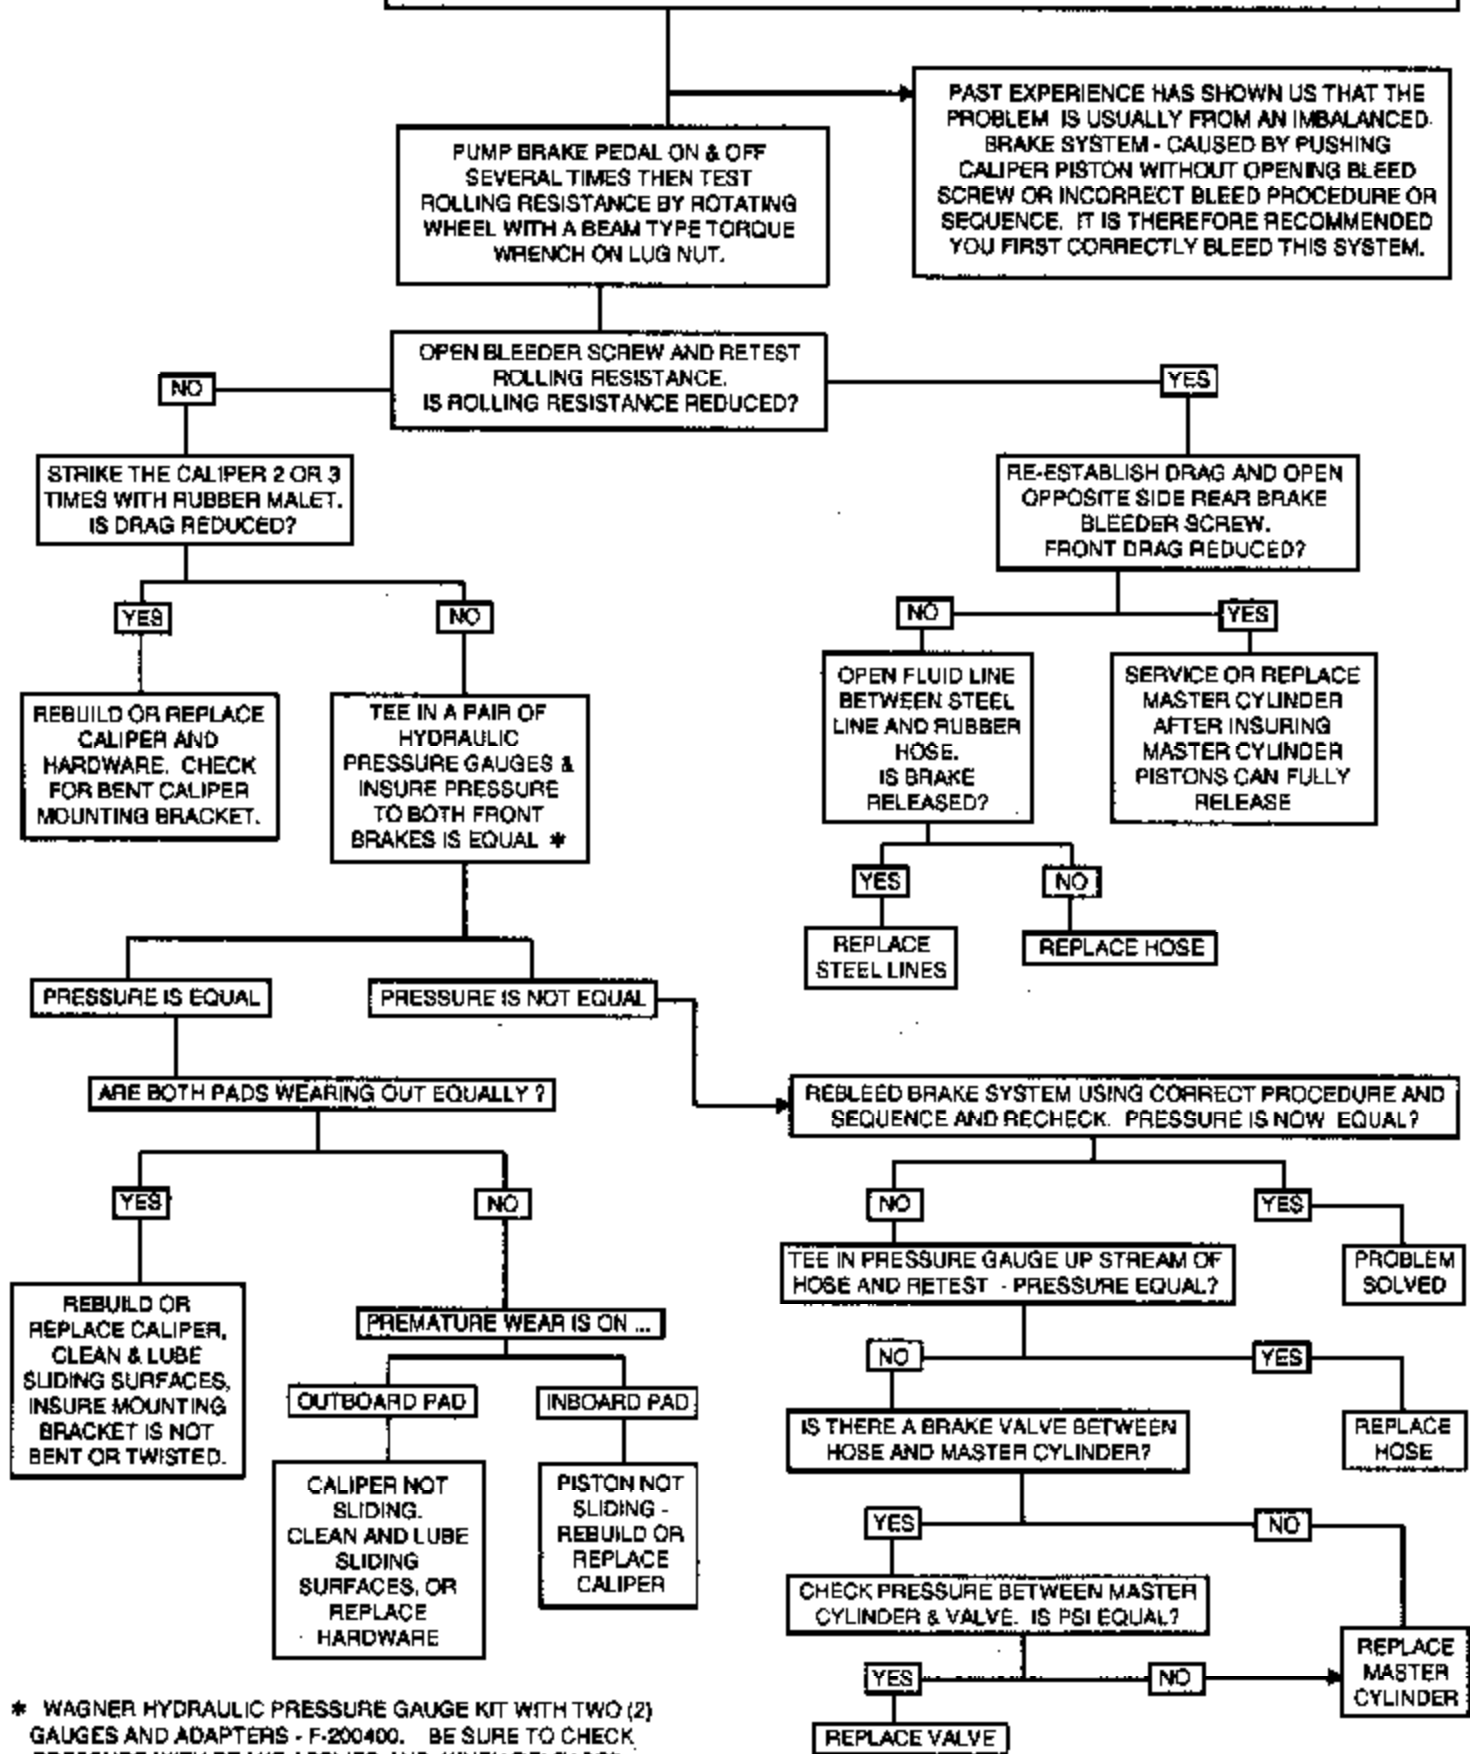 PAST EXPERIENCE HAS SHOWN US THAT THE
PROBLEM IS USUALLY FROM AN IMBALANCED
BRAKE SYSTEM - CAUSED BY PUSHING
CALIPER PISTON WITHOUT OPENING BLEED
SCREW OR INCORRECT BLEED PROCEDURE OR
SEQUENCE. IT IS THEREFORE RECOMMENDED
YOU FIRST CORRECTLY BLEED THIS SYSTEM.
PUMP BRAKE PEDAL ON & OFF
SEVERAL TIMES THEN TEST
ROLLING RESISTANCE BY ROTATING
WHEEL WITH A BEAM TYPE TORQUE
WRENCH ON LUG NUT.
OPEN BLEEDER SCREW AND RETEST
ROLLING RESISTANCE.
IS ROLLING RESISTANCE REDUCED?
NO
YES
STRIKE THE CALIPER 2 OR 3
TIMES WITH RUBBER MALET.
IS DRAG REDUCED?
RE-ESTABLISH DRAG AND OPEN
OPPOSITE SIDE REAR BRAKE
BLEEDER SCREW.
FRONT DRAG REDUCED?
YES
NO
NO
YES
REBUILD OR REPLACE
CALIPER AND
HARDWARE. CHECK
FOR BENT CALIPER
MOUNTING BRACKET.
TEE IN A PAIR OF
HYDRAULIC
PRESSURE GAUGES &
INSURE PRESSURE
TO BOTH FRONT
BRAKES IS EQUAL *
OPEN FLUID LINE
BETWEEN STEEL
LINE AND RUBBER
HOSE.
IS BRAKE
RELEASED?
SERVICE OR REPLACE
MASTER CYLINDER
AFTER INSURING
MASTER CYLINDER
PISTONS CAN FULLY
RELEASE
YES
NO
REPLACE
STEEL LINES
REPLACE HOSE
PRESSURE IS EQUAL
PRESSURE IS NOT EQUAL
ARE BOTH PADS WEARING OUT EQUALLY ?
REBLEED BRAKE SYSTEM USING CORRECT PROCEDURE AND
SEQUENCE AND RECHECK. PRESSURE IS NOW EQUAL?
YES
NO
NO
YES
TEE IN PRESSURE GAUGE UP STREAM OF
HOSE AND RETEST - PRESSURE EQUAL?
PROBLEM
SOLVED
REBUILD OR
REPLACE CALIPER,
CLEAN & LUBE
SLIDING SURFACES,
INSURE MOUNTING
BRACKET IS NOT
BENT OR TWISTED.
PREMATURE WEAR IS ON ...
NO
YES
OUTBOARD PAD
INBOARD PAD
IS THERE A BRAKE VALVE BETWEEN
HOSE AND MASTER CYLINDER?
REPLACE
HOSE
CALIPER NOT
SLIDING.
CLEAN AND LUBE
SLIDING
SURFACES, OR
REPLACE
HARDWARE
PISTON NOT
SLIDING -
REBUILD OR
REPLACE
CALIPER
YES
NO
CHECK PRESSURE BETWEEN MASTER
CYLINDER & VALVE. IS PSI EQUAL?
REPLACE
MASTER
CYLINDER
YES
NO
REPLACE VALVE
* WAGNER HYDRAULIC PRESSURE GAUGE KIT WITH TWO (2)
GAUGES AND ADAPTERS - F-200400. BE SURE TO CHECK